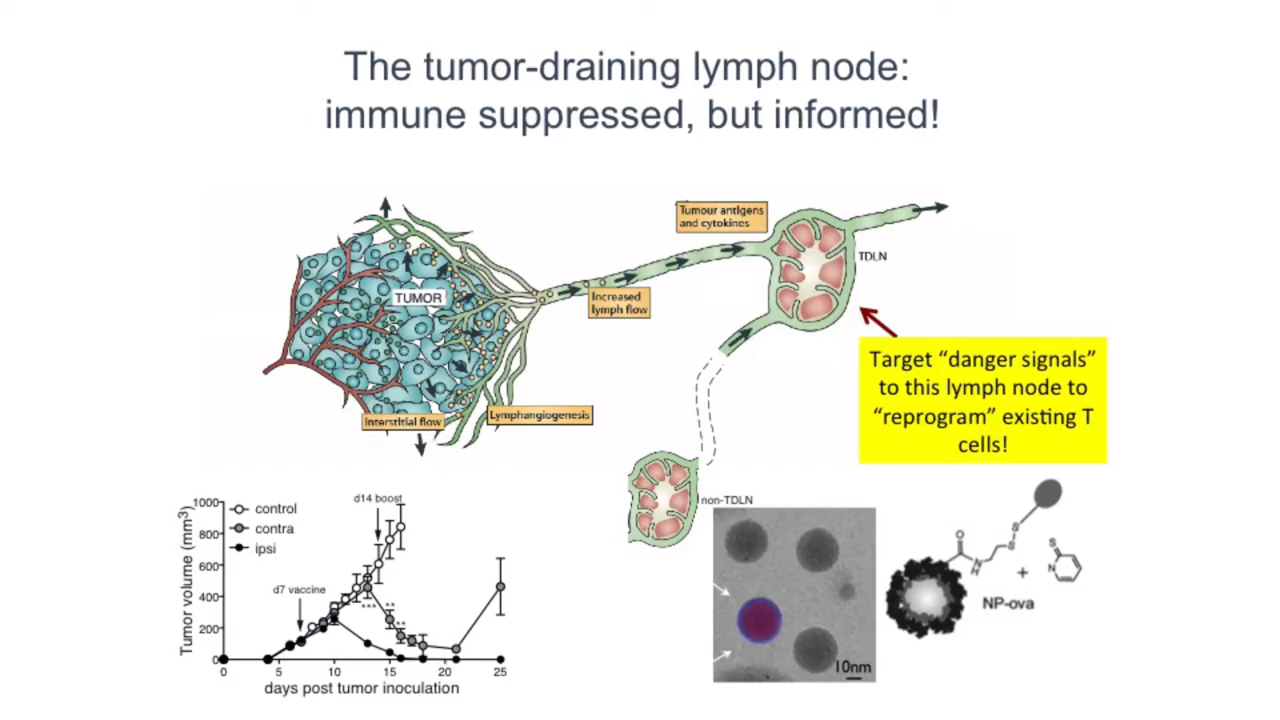 The tumor-draining lymph node:
immune suppressed, but informed!
Tumour antigens
and cytokines
TDLN
TUMOR
Increased
lymph flow
Interstitial flow
Lymphangiogenesis
Target “danger signals”
to this lymph node to
“reprogram” existing T
cells!
non-TDLN
Tumor volume (mm3)
1000
800
600
400
200
0
control
contra
ipsi
d7 vaccine
d14 boost
***
**
**
0
5
10
15
20
25
days post tumor inoculation
10nm
O
N
H
S
S
+
S
N
NP-ova